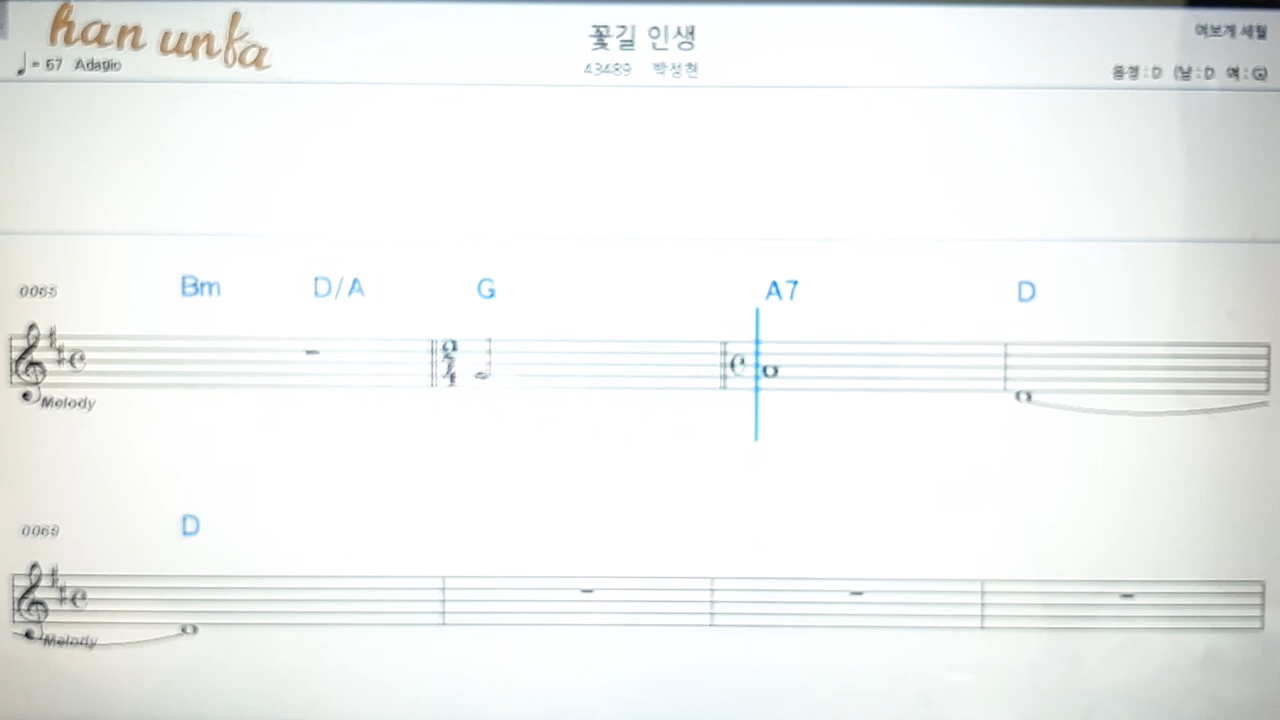 han unfa
꽃길 인생
여보게 세월
♩= 67 Adagio
43489 박정현
음정 : D (남 : D 여 : G)
0065
Bm D/A G A7 D
Melody
0069
D
Melody